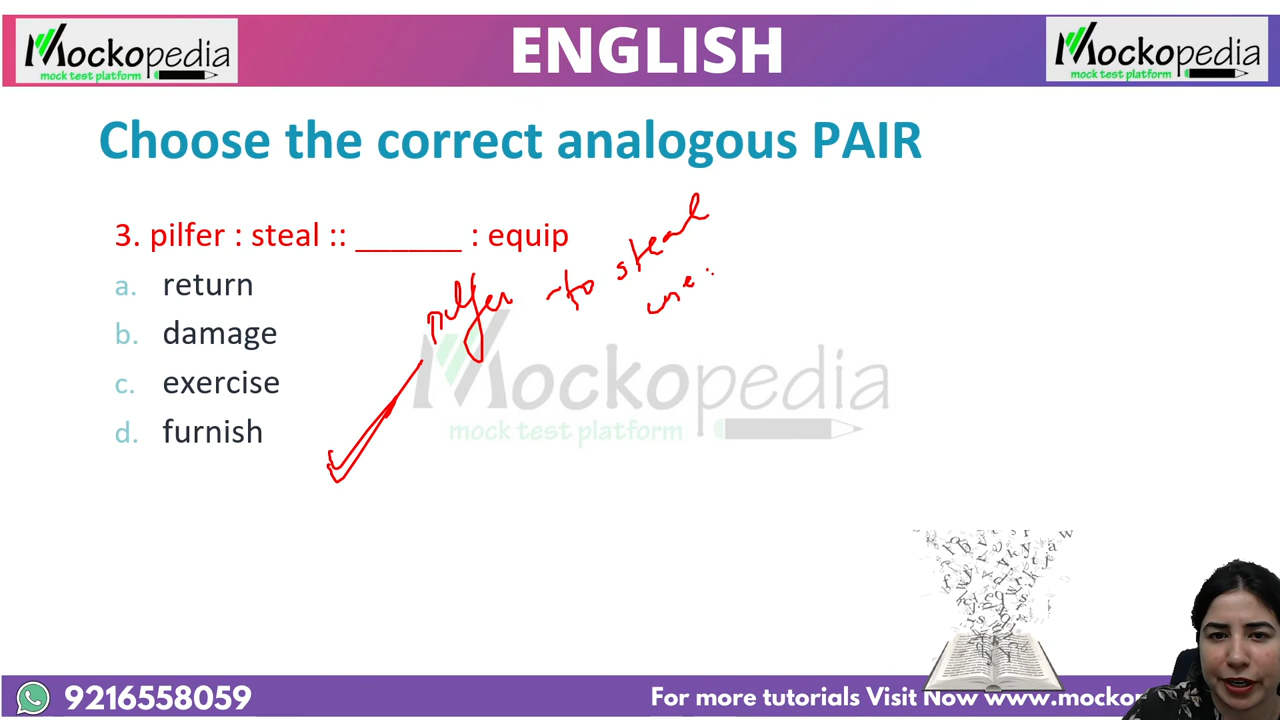 Mockopedia
mock test platform
ENGLISH
Mockopedia
mock test platform
Choose the correct analogous PAIR
3. pilfer : steal :: ______ : equip
a. return
b. damage
c. exercise
d. furnish
pilfer - to steal
Mockopedia
mock test platform
9216558059
For more tutorials Visit Now www.mocko